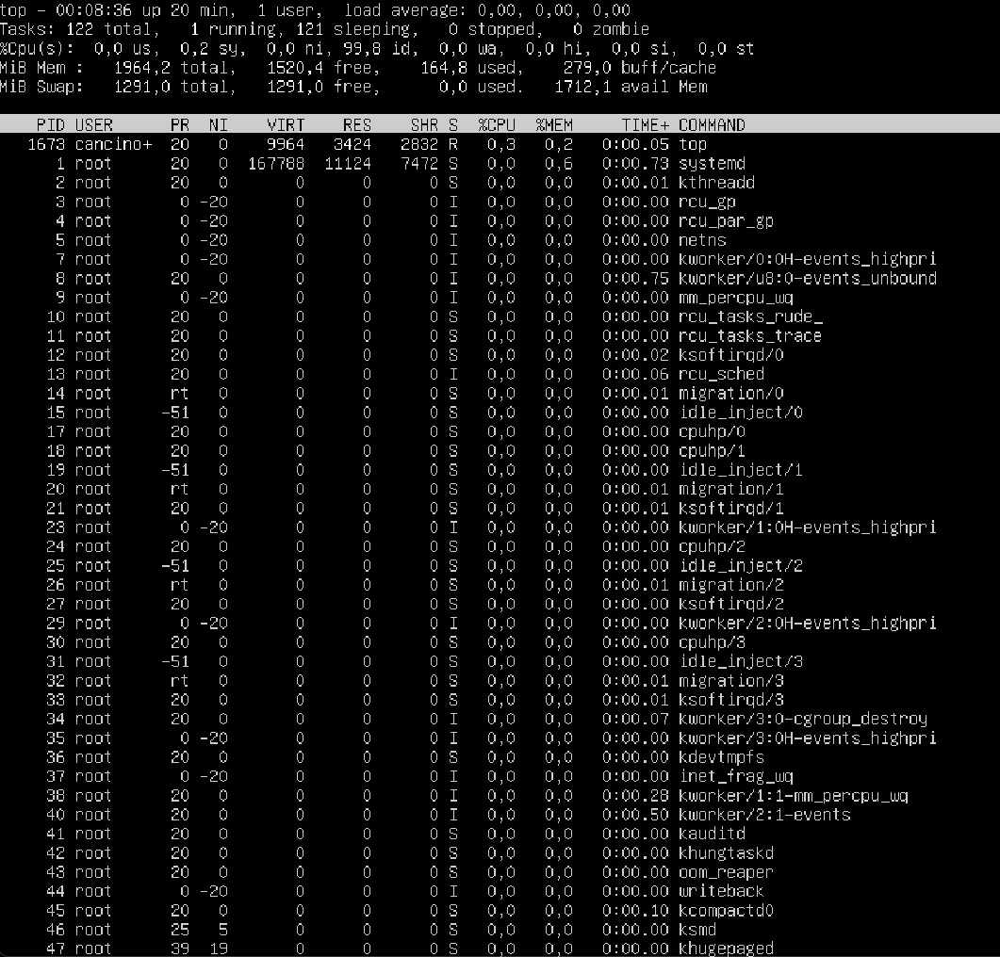 top - 00:08:36 up 20 min,  1 user,  load average: 0,00, 0,00, 0,00
Tasks: 122 total,   1 running, 121 sleeping,   0 stopped,   0 zombie
%Cpu(s):  0,0 us,  0,2 sy,  0,0 ni, 99,8 id,  0,0 wa,  0,0 hi,  0,0 si,  0,0 st
MiB Mem :   1964,2 total,   1520,4 free,    164,8 used,    279,0 buff/cache
MiB Swap:   1291,0 total,   1291,0 free,      0,0 used.   1712,1 avail Mem
PID USER      PR  NI    VIRT    RES    SHR S  %CPU  %MEM     TIME+ COMMAND
1673 cancino+  20   0    9964   3424   2832 R   0,3   0,2   0:00.05 top
1 root      20   0  167788  11124   7472 S   0,0   0,6   0:00.73 systemd
2 root      20   0       0      0      0 S   0,0   0,0   0:00.01 kthreadd
3 root       0 -20       0      0      0 I   0,0   0,0   0:00.00 rcu_gp
4 root       0 -20       0      0      0 I   0,0   0,0   0:00.00 rcu_par_gp
5 root       0 -20       0      0      0 I   0,0   0,0   0:00.00 netns
7 root       0 -20       0      0      0 I   0,0   0,0   0:00.00 kworker/0:0H-events_highpri
8 root      20   0       0      0      0 I   0,0   0,0   0:00.75 kworker/u8:0-events_unbound
9 root       0 -20       0      0      0 I   0,0   0,0   0:00.00 mm_percpu_wq
10 root      20   0       0      0      0 S   0,0   0,0   0:00.00 rcu_tasks_rude_
11 root      20   0       0      0      0 S   0,0   0,0   0:00.00 rcu_tasks_trace
12 root      20   0       0      0      0 S   0,0   0,0   0:00.02 ksoftirqd/0
13 root      20   0       0      0      0 I   0,0   0,0   0:00.06 rcu_sched
14 root      rt   0       0      0      0 S   0,0   0,0   0:00.01 migration/0
15 root     -51   0       0      0      0 S   0,0   0,0   0:00.00 idle_inject/0
17 root      20   0       0      0      0 S   0,0   0,0   0:00.00 cpuhp/0
18 root      20   0       0      0      0 S   0,0   0,0   0:00.00 cpuhp/1
19 root     -51   0       0      0      0 S   0,0   0,0   0:00.00 idle_inject/1
20 root      rt   0       0      0      0 S   0,0   0,0   0:00.01 migration/1
21 root      20   0       0      0      0 S   0,0   0,0   0:00.01 ksoftirqd/1
23 root       0 -20       0      0      0 I   0,0   0,0   0:00.00 kworker/1:0H-events_highpri
24 root      20   0       0      0      0 S   0,0   0,0   0:00.00 cpuhp/2
25 root     -51   0       0      0      0 S   0,0   0,0   0:00.00 idle_inject/2
26 root      rt   0       0      0      0 S   0,0   0,0   0:00.01 migration/2
27 root      20   0       0      0      0 S   0,0   0,0   0:00.00 ksoftirqd/2
29 root       0 -20       0      0      0 I   0,0   0,0   0:00.00 kworker/2:0H-events_highpri
30 root      20   0       0      0      0 S   0,0   0,0   0:00.00 cpuhp/3
31 root     -51   0       0      0      0 S   0,0   0,0   0:00.00 idle_inject/3
32 root      rt   0       0      0      0 S   0,0   0,0   0:00.01 migration/3
33 root      20   0       0      0      0 S   0,0   0,0   0:00.01 ksoftirqd/3
34 root      20   0       0      0      0 I   0,0   0,0   0:00.07 kworker/3:0-cgroup_destroy
35 root       0 -20       0      0      0 I   0,0   0,0   0:00.00 kworker/3:0H-events_highpri
36 root      20   0       0      0      0 S   0,0   0,0   0:00.00 kdevtmpfs
37 root       0 -20       0      0      0 I   0,0   0,0   0:00.00 inet_frag_wq
38 root      20   0       0      0      0 I   0,0   0,0   0:00.28 kworker/1:1-mm_percpu_wq
40 root      20   0       0      0      0 I   0,0   0,0   0:00.50 kworker/2:1-events
41 root      20   0       0      0      0 S   0,0   0,0   0:00.00 kauditd
42 root      20   0       0      0      0 S   0,0   0,0   0:00.00 khungtaskd
43 root      20   0       0      0      0 S   0,0   0,0   0:00.00 oom_reaper
44 root       0 -20       0      0      0 I   0,0   0,0   0:00.00 writeback
45 root      20   0       0      0      0 S   0,0   0,0   0:00.10 kcompactd0
46 root      25   5       0      0      0 S   0,0   0,0   0:00.00 ksmd
47 root      39  19       0      0      0 S   0,0   0,0   0:00.00 khugepaged